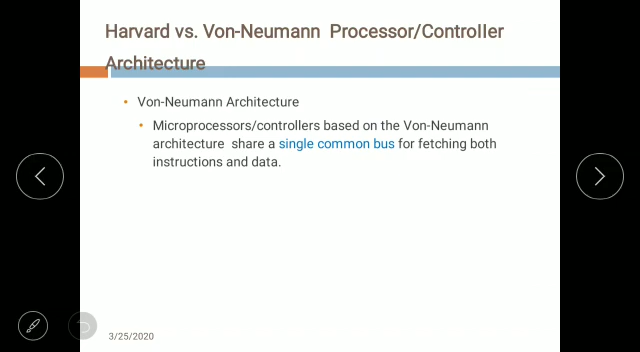 Harvard vs. Von-Neumann Processor/Controller
Architecture
• Von-Neumann Architecture
• Microprocessors/controllers based on the Von-Neumann
architecture share a single common bus for fetching both
instructions and data.
3/25/2020